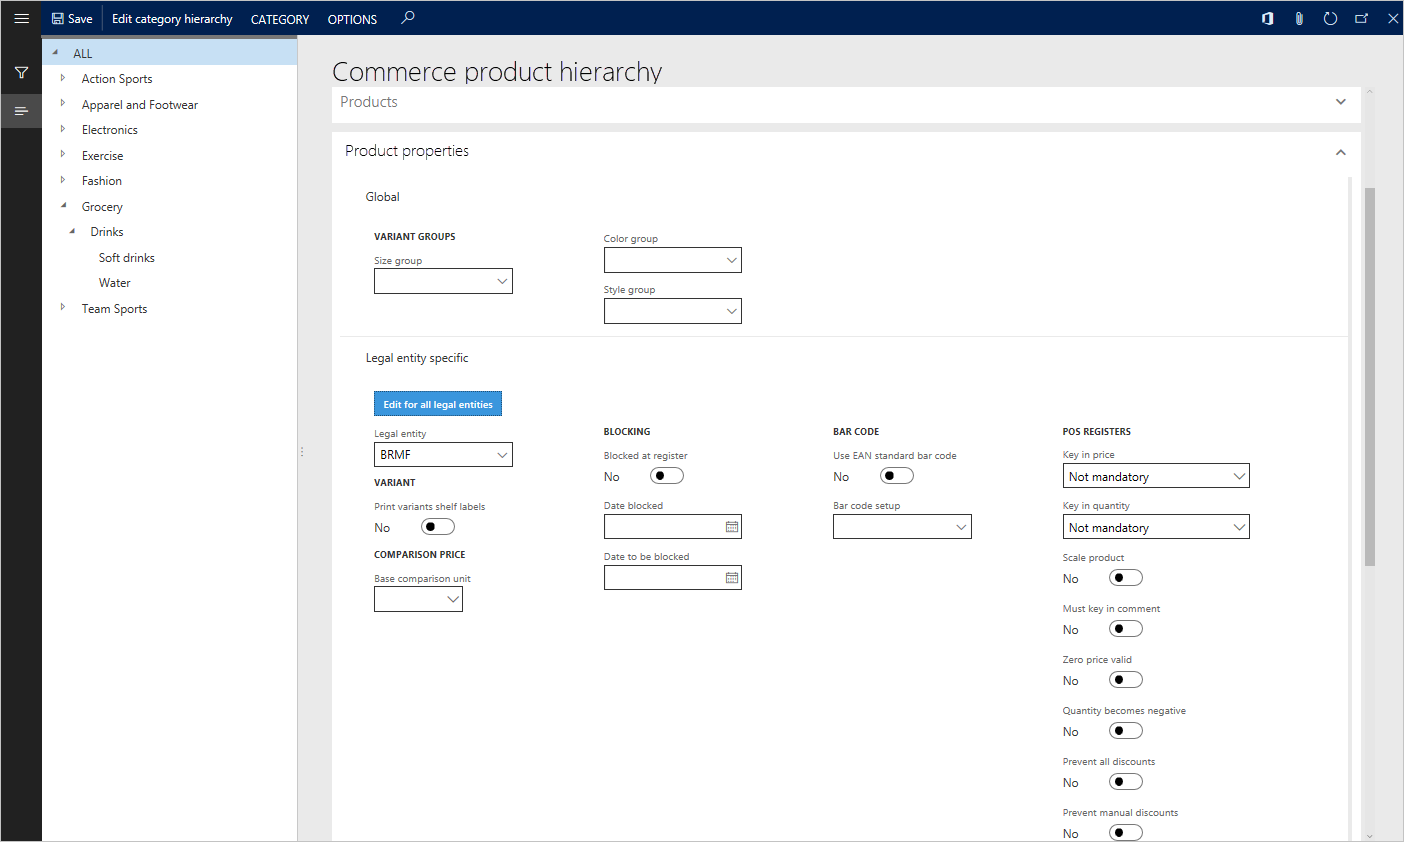 Save
Edit category hierarchy
CATEGORY
OPTIONS
ALL
Action Sports
Apparel and Footwear
Electronics
Exercise
Fashion
Grocery
Drinks
Soft drinks
Water
Team Sports
Commerce product hierarchy
Products
Product properties
Global
VARIANT GROUPS
Size group
Color group
Style group
Legal entity specific
Edit for all legal entities
Legal entity
BRMF
VARIANT
Print variants shelf labels
No
COMPARISON PRICE
Base comparison unit
BLOCKING
Blocked at register
No
Date blocked
Date to be blocked
BAR CODE
Use EAN standard bar code
No
Bar code setup
POS REGISTERS
Key in price
Not mandatory
Key in quantity
Not mandatory
Scale product
No
Must key in comment
No
Zero price valid
No
Quantity becomes negative
No
Prevent all discounts
No
Prevent manual discounts
No